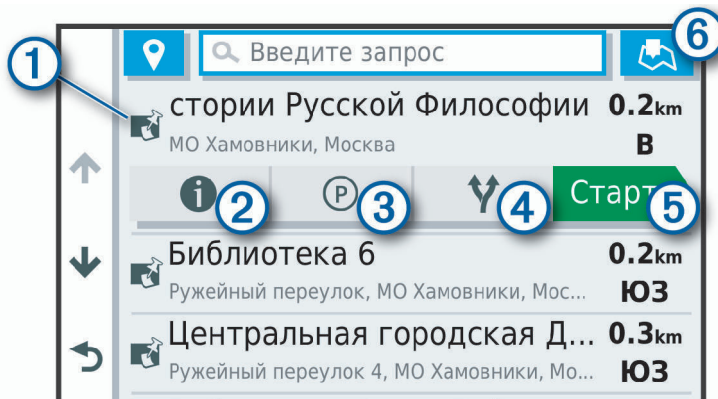 6
1
Введите запрос
стории Русской Философии 0.2km
МО Хамовники, Москва В
i 2 P 3 4 Старт 5
Библиотека 6 0.2km
Ружейный переулок, МО Хамовники, Мос... ЮЗ
Центральная городская Д... 0.3km
Ружейный переулок 4, МО Хамовники, Мо... ЮЗ